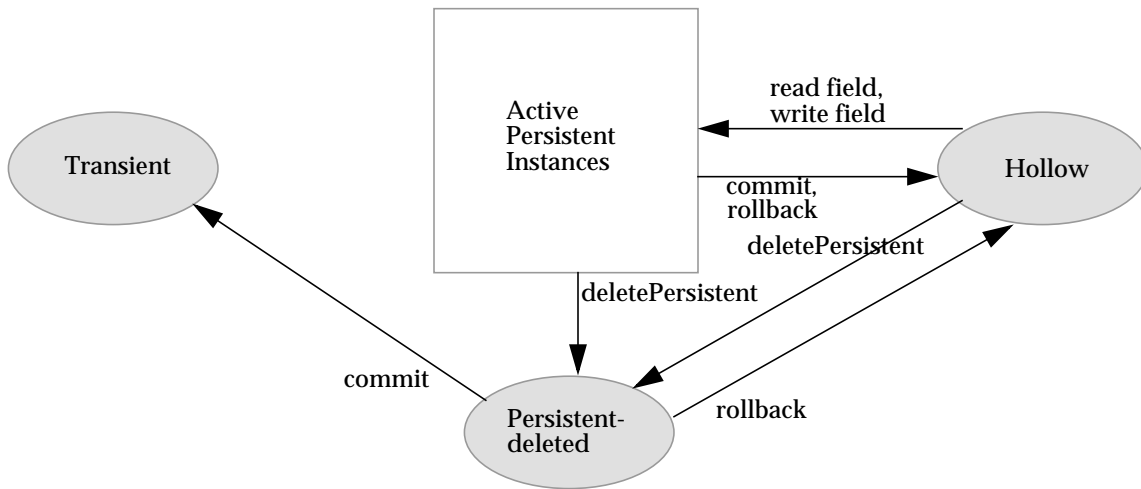 read field,
write field
Active
Persistent
Instances
Transient
Hollow
commit,
rollback
deletePersistent
deletePersistent
commit
rollback
Persistent-
deleted